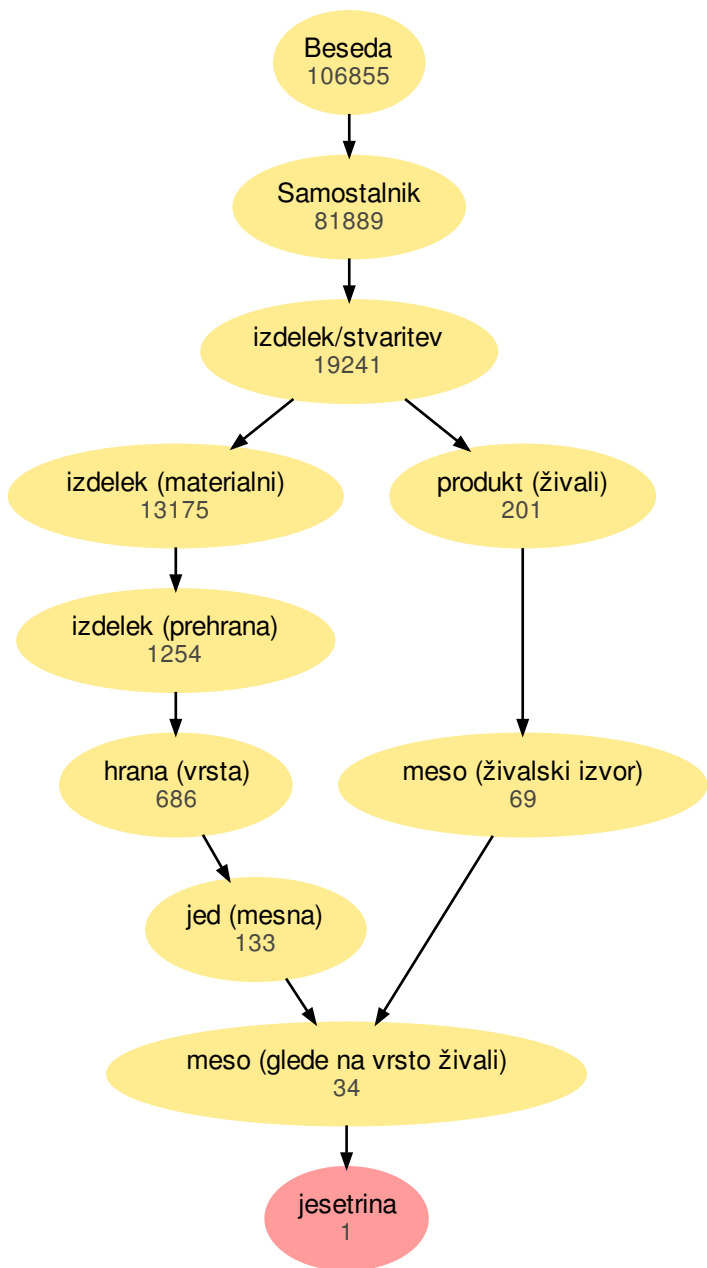 Beseda
106855
Samostalnik
81889
izdelek/stvaritev
19241
izdelek (materialni)
13175
produkt (živali)
201
izdelek (prehrana)
1254
hrana (vrsta)
686
meso (živalski izvor)
69
jed (mesna)
133
meso (glede na vrsto živali)
34
jesetrina
1